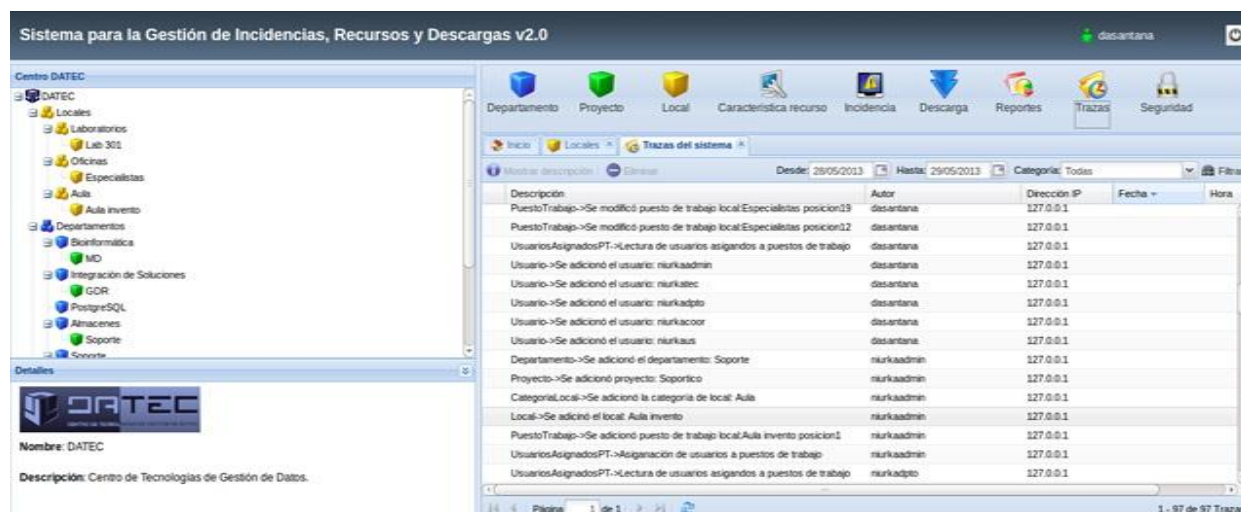 Sistema para la Gestión de Incidencias, Recursos y Descargas v2.0
dasantana
Centro DATEC
DATEC
Locales
Laboratorios
Lab 301
Oficinas
Especialistas
Aula
Aula invento
Departamentos
Bioinformática
MD
Integración de Soluciones
GDR
PostgreSQL
Almacenes
Soporte
Soporte
Detalles
DATEC
Nombre: DATEC
Descripción: Centro de Tecnologías de Gestión de Datos.
Departamento Proyecto Local Característica recurso Incidencia Descarga Reportes Trazas Seguridad
Inicio Locales Trazas del sistema
Mostrar descripción Eliminar Desde: 28/05/2013 Hasta: 29/05/2013 Categoría: Todas Filtrar
Descripción Autor Dirección IP Fecha Hora
PuestoTrabajo->Se modificó puesto de trabajo local:Especialistas posicion19 dasantana 127.0.0.1
PuestoTrabajo->Se modificó puesto de trabajo local:Especialistas posicion12 dasantana 127.0.0.1
UsuariosAsignadosPT->Lectura de usuarios asigandos a puestos de trabajo dasantana 127.0.0.1
Usuario->Se adicionó el usuario: niurkaadmin dasantana 127.0.0.1
Usuario->Se adicionó el usuario: niurkatec dasantana 127.0.0.1
Usuario->Se adicionó el usuario: niurkadpto dasantana 127.0.0.1
Usuario->Se adicionó el usuario: niurkacoor dasantana 127.0.0.1
Usuario->Se adicionó el usuario: niurkaus dasantana 127.0.0.1
Departamento->Se adicionó el departamento: Soporte niurkaadmin 127.0.0.1
Proyecto->Se adicionó proyecto: Soportico niurkaadmin 127.0.0.1
CategoriaLocal->Se adicionó la categoría de local: Aula niurkaadmin 127.0.0.1
Local->Se adicinó el local: Aula invento niurkaadmin 127.0.0.1
PuestoTrabajo->Se adicionó puesto de trabajo local:Aula invento posicion1 niurkaadmin 127.0.0.1
UsuariosAsignadosPT->Asiganación de usuarios a puestos de trabajo niurkaadmin 127.0.0.1
UsuariosAsignadosPT->Lectura de usuarios asigandos a puestos de trabajo niurkadpto 127.0.0.1
Página 1 de 1 1 - 97 de 97 Trazas